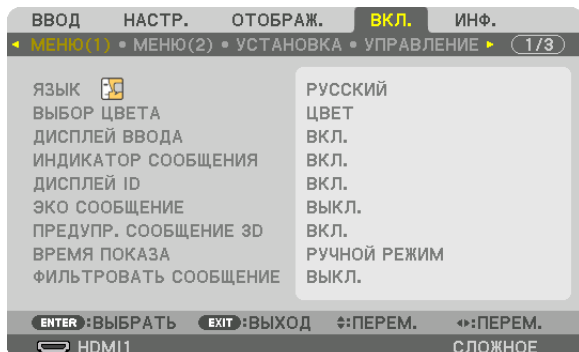 ВВОД НАСТР. ОТОБРАЖ. ВКЛ. ИНФ.
◄ МЕНЮ(1) • МЕНЮ(2) • УСТАНОВКА • УПРАВЛЕНИЕ ► 1/3
ЯЗЫК РУССКИЙ
ВЫБОР ЦВЕТА ЦВЕТ
ДИСПЛЕЙ ВВОДА ВКЛ.
ИНДИКАТОР СООБЩЕНИЯ ВКЛ.
ДИСПЛЕЙ ID ВКЛ.
ЭКО СООБЩЕНИЕ ВЫКЛ.
ПРЕДУПР. СООБЩЕНИЕ 3D ВКЛ.
ВРЕМЯ ПОКАЗА РУЧНОЙ РЕЖИМ
ФИЛЬТРОВАТЬ СООБЩЕНИЕ ВЫКЛ.
ENTER :ВЫБРАТЬ EXIT :ВЫХОД :ПЕРЕМ. :ПЕРЕМ.
HDMI1 СЛОЖНОЕ